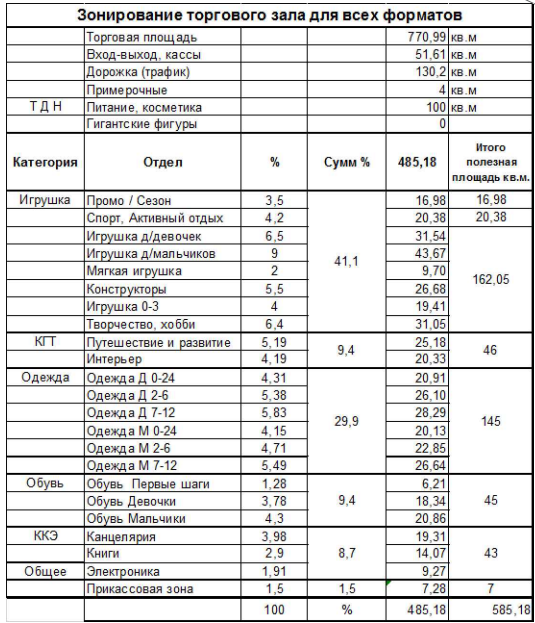 Зонирование торгового зала для всех форматов
Торговая площадь 770,99 кв.м
Вход-выход, кассы 51,61 кв.м
Дорожка (трафик) 130,2 кв.м
Примерочные 4 кв.м
Т Д Н Питание, косметика 100 кв.м
Гигантские фигуры 0
Категория Отдел % Сумм % 485,18 Итого полезная площадь кв.м.
Игрушка Промо / Сезон 3,5 16,98 16,98
Спорт, Активный отдых 4,2 20,38 20,38
Игрушка д/девочек 6,5 31,54
Игрушка д/мальчиков 9 41,1 43,67
Мягкая игрушка 2 9,70 162,05
Конструкторы 5,5 26,68
Игрушка 0-3 4 19,41
Творчество, хобби 6,4 31,05
КГТ Путешествие и развитие 5,19 9,4 25,18 46
Интерьер 4,19 20,33
Одежда Одежда Д 0-24 4,31 20,91
Одежда Д 2-6 5,38 26,10
Одежда Д 7-12 5,83 29,9 28,29 145
Одежда М 0-24 4,15 20,13
Одежда М 2-6 4,71 22,85
Одежда М 7-12 5,49 26,64
Обувь Обувь Первые шаги 1,28 6,21
Обувь Девочки 3,78 9,4 18,34 45
Обувь Мальчики 4,3 20,86
ККЭ Канцелярия 3,98 19,31
Книги 2,9 8,7 14,07 43
Общее Электроника 1,91 9,27
Прикассовая зона 1,5 1,5 7,28 7
100 % 485,18 585,18